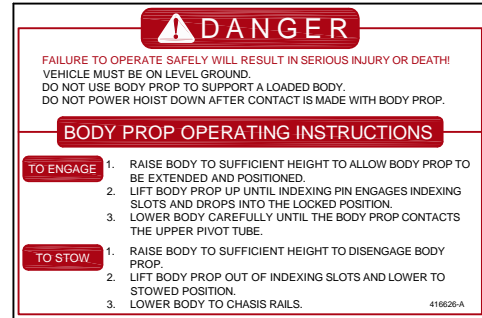 DANGER
FAILURE TO OPERATE SAFELY WILL RESULT IN SERIOUS INJURY OR DEATH!
VEHICLE MUST BE ON LEVEL GROUND.
DO NOT USE BODY PROP TO SUPPORT A LOADED BODY.
DO NOT POWER HOIST DOWN AFTER CONTACT IS MADE WITH BODY PROP.
BODY PROP OPERATING INSTRUCTIONS
TO ENGAGE
1. RAISE BODY TO SUFFICIENT HEIGHT TO ALLOW BODY PROP TO
BE EXTENDED AND POSITIONED.
2. LIFT BODY PROP UP UNTIL INDEXING PIN ENGAGES INDEXING
SLOTS AND DROPS INTO THE LOCKED POSITION.
3. LOWER BODY CAREFULLY UNTIL THE BODY PROP CONTACTS
THE UPPER PIVOT TUBE.
TO STOW
1. RAISE BODY TO SUFFICIENT HEIGHT TO DISENGAGE BODY
PROP.
2. LIFT BODY PROP OUT OF INDEXING SLOTS AND LOWER TO
STOWED POSITION.
3. LOWER BODY TO CHASIS RAILS.
416626-A